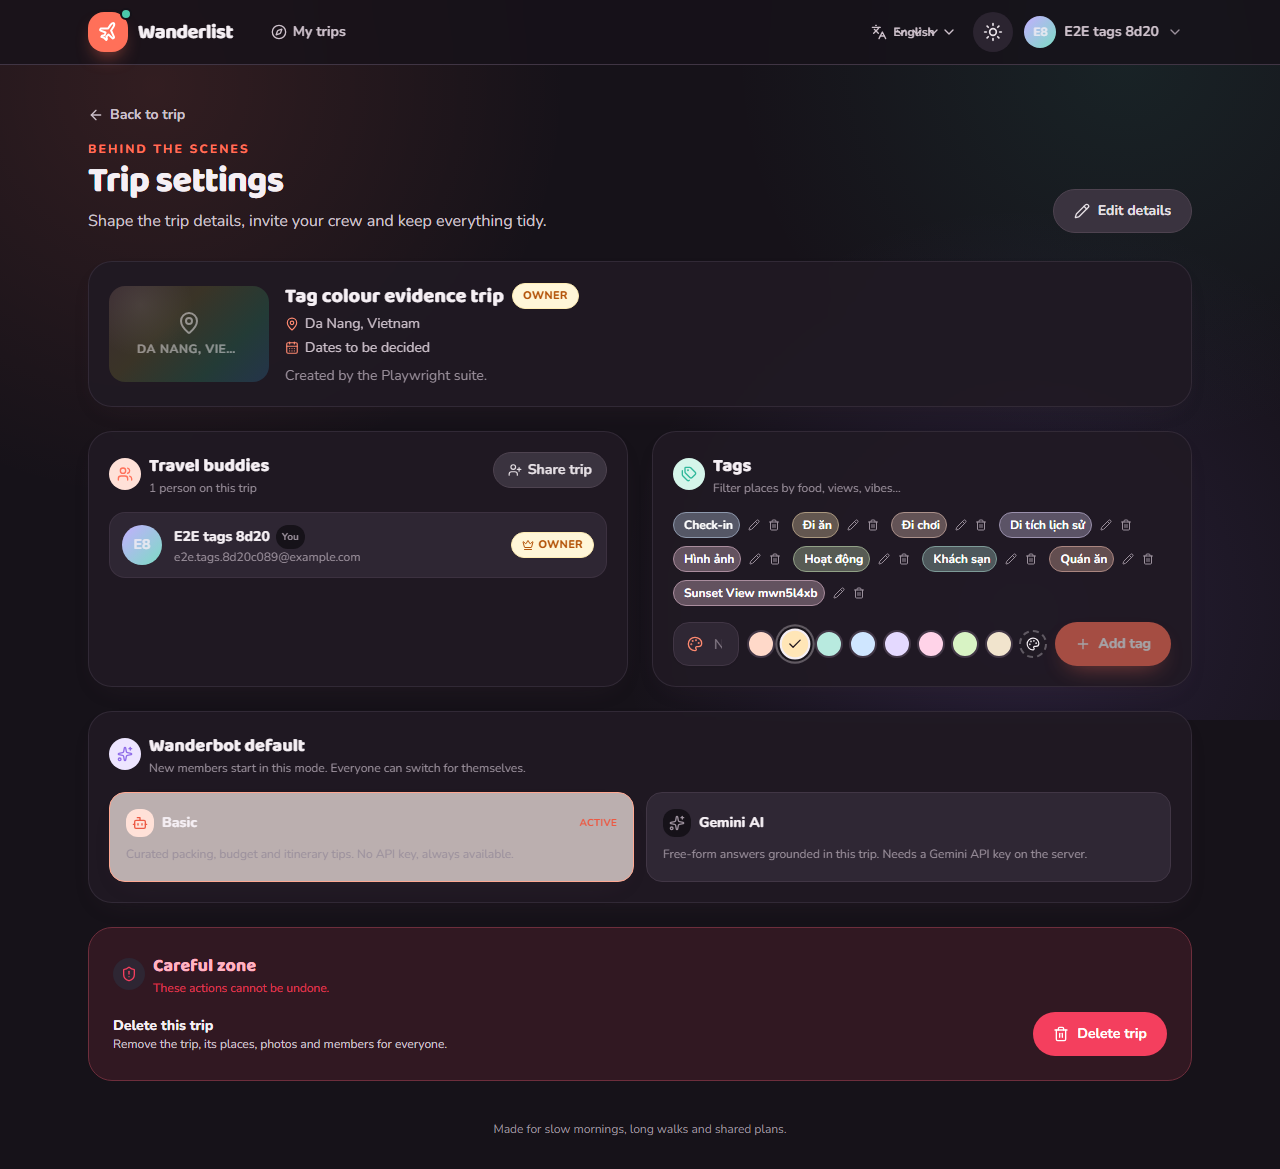 Wanderlist
My trips
English
E8
E2E tags 8d20
Back to trip
BEHIND THE SCENES
Trip settings
Shape the trip details, invite your crew and keep everything tidy.
Edit details
DA NANG, VIE...
Tag colour evidence trip
OWNER
Da Nang, Vietnam
Dates to be decided
Created by the Playwright suite.
Travel buddies
1 person on this trip
Share trip
E8
E2E tags 8d20
You
e2e.tags.8d20c089@example.com
OWNER
Tags
Filter places by food, views, vibes...
Check-in
Đi ăn
Đi chơi
Di tích lịch sử
Hình ảnh
Hoạt động
Khách sạn
Quán ăn
Sunset View mwn5l4xb
Add tag
Wanderbot default
New members start in this mode. Everyone can switch for themselves.
Basic
ACTIVE
Curated packing, budget and itinerary tips. No API key, always available.
Gemini AI
Free-form answers grounded in this trip. Needs a Gemini API key on the server.
Careful zone
These actions cannot be undone.
Delete this trip
Remove the trip, its places, photos and members for everyone.
Delete trip
Made for slow mornings, long walks and shared plans.